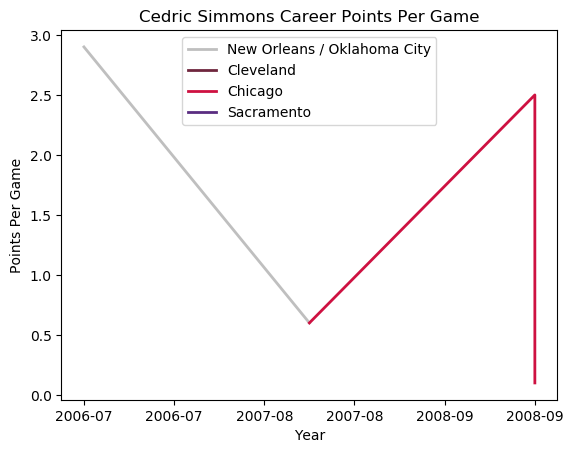 Cedric Simmons Career Points Per Game
3.0
2.5
2.0
1.5
1.0
0.5
0.0
Points Per Game
New Orleans / Oklahoma City
Cleveland
Chicago
Sacramento
2006-07 2006-07 2007-08 2007-08 2008-09 2008-09
Year